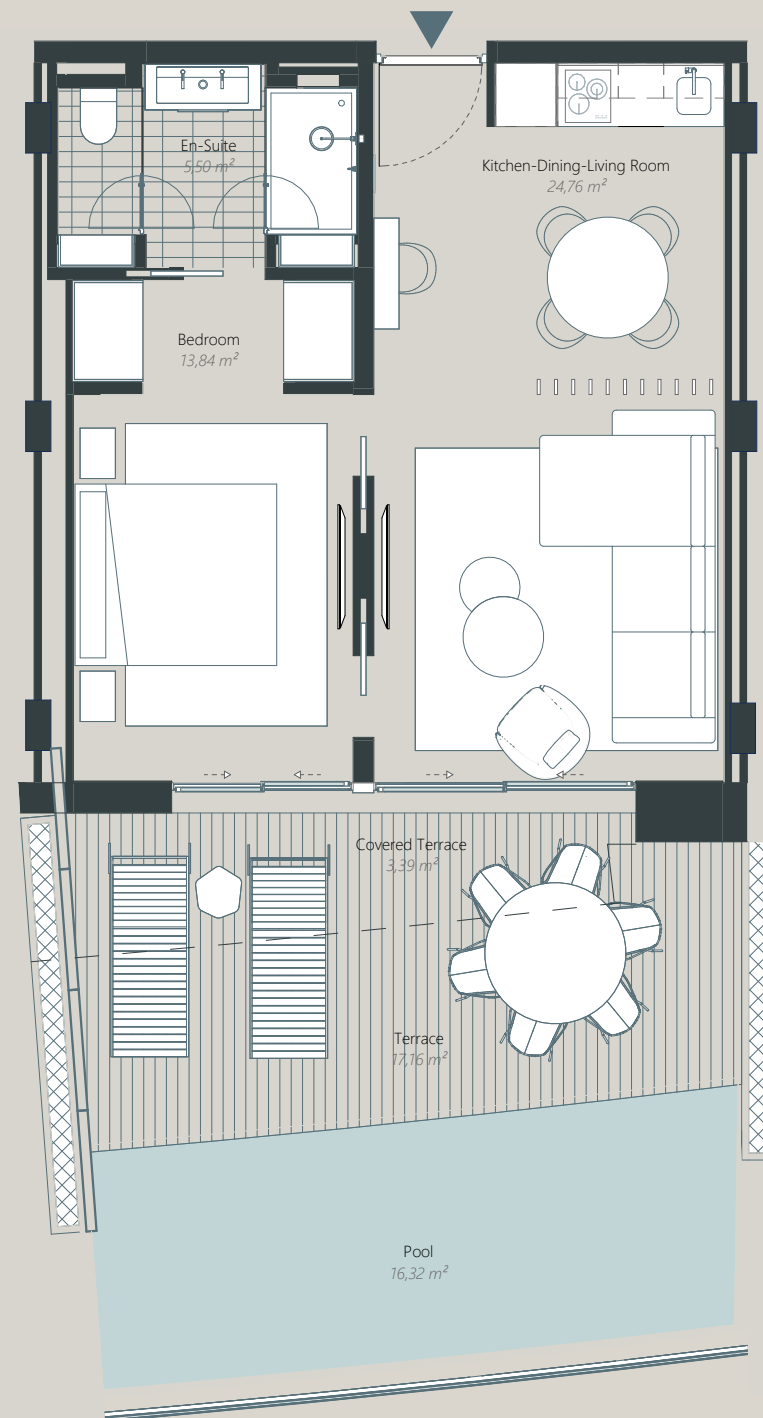 En-Suite
5,50 m²
Kitchen-Dining-Living Room
24,76 m²
Bedroom
13,84 m²
Covered Terrace
3,39 m²
Terrace
17,16 m²
Pool
16,32 m²